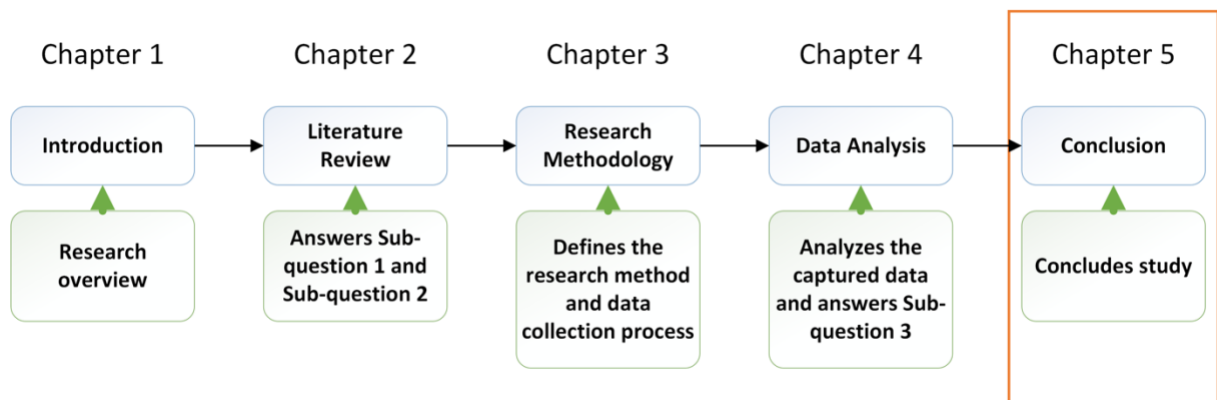 Chapter 1
Chapter 2
Chapter 3
Chapter 4
Chapter 5
Introduction
Literature
Review
Research
Methodology
Data Analysis
Conclusion
Research
overview
Answers Sub-
question 1 and
Sub-question 2
Defines the
research method
and data
collection process
Analyzes the
captured data
and answers Sub-
question 3
Concludes study